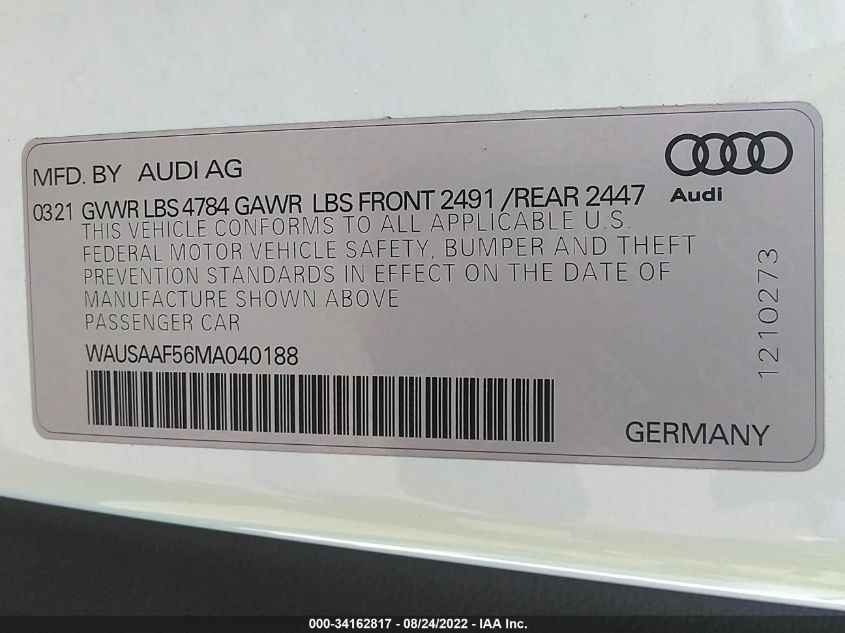 MFD. BY AUDI AG
Audi
0321 GVWR LBS 4784 GAWR LBS FRONT 2491 /REAR 2447
THIS VEHICLE CONFORMS TO ALL APPLICABLE U.S.
FEDERAL MOTOR VEHICLE SAFETY, BUMPER AND THEFT
PREVENTION STANDARDS IN EFFECT ON THE DATE OF
MANUFACTURE SHOWN ABOVE
PASSENGER CAR
WAUSAAF56MA040188
1210273
GERMANY
000-34162817 - 08/24/2022 - IAA Inc.